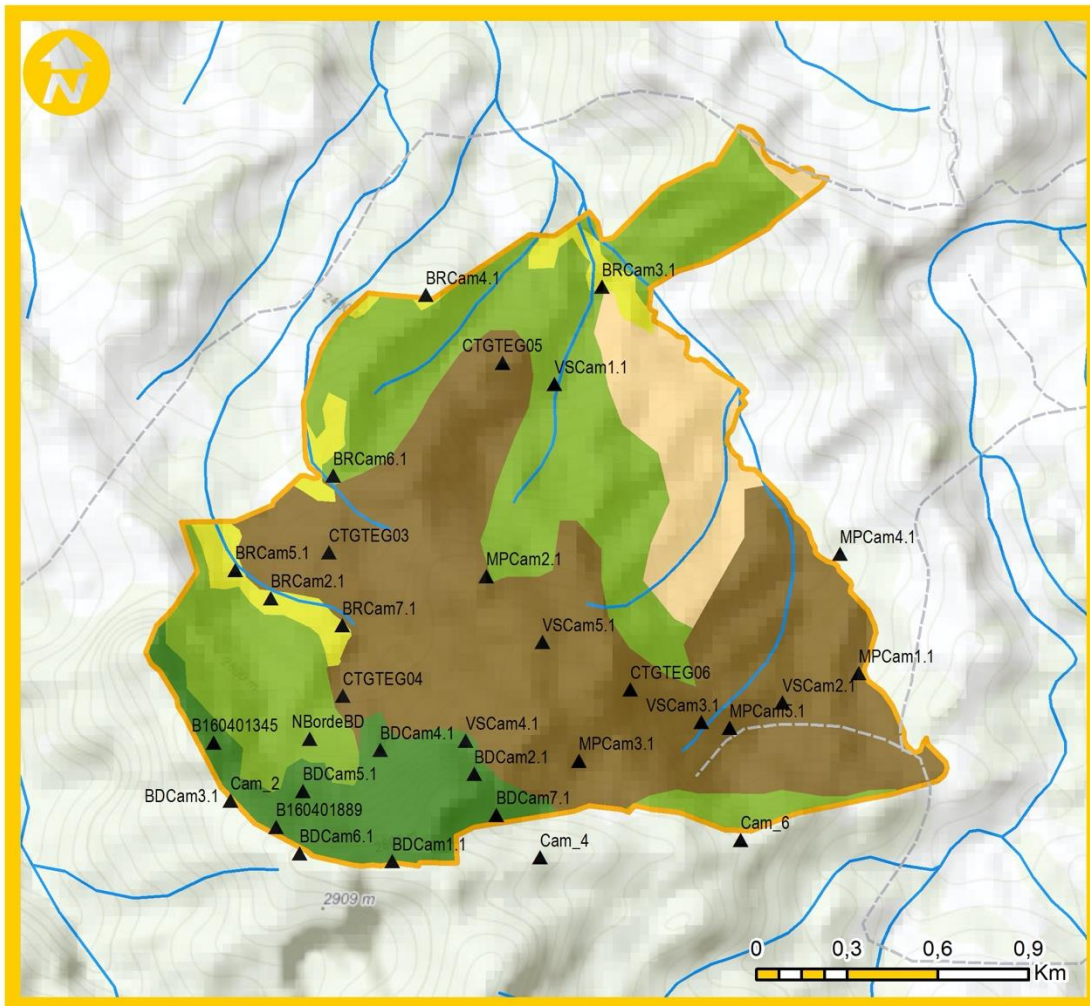 N
BRCam4.1
BRCam3.1
CTGTEG05
VSCam1.1
BRCam6.1
CTGTEG03
MPCam4.1
BRCam5.1
MPCam2.1
BRCam2.1
BRCam7.1
VSCam5.1
MPCam1.1
CTGTEG06
CTGTEG04
VSCam2.1
VSCam3.1
MPCam5.1
B160401345
NBordeBD
VSCam4.1
BDCam4.1
MPCam3.1
BDCam2.1
BDCam5.1
Cam_2
BDCam3.1
BDCam7.1
B160401889
Cam_6
BDCam6.1
BDCam1.1
Cam_4
2909 m
0 0,3 0,6 0,9
Km